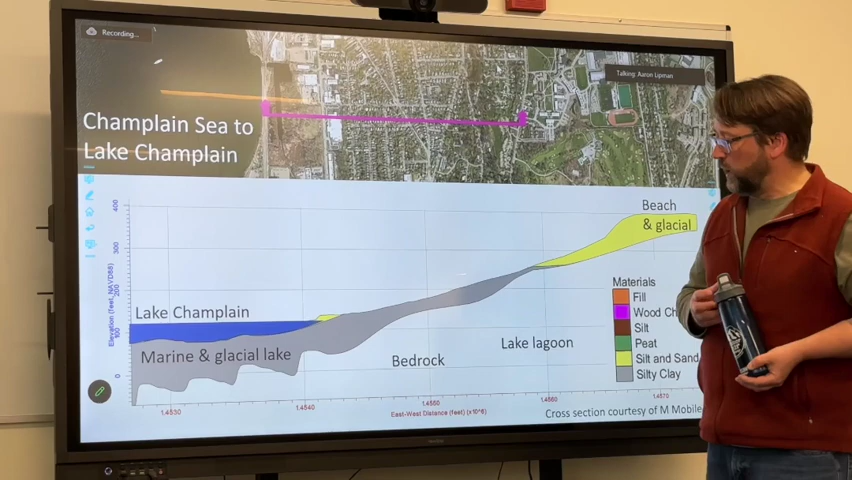 Recording...
Talking: Aaron Lipman
Champlain Sea to
Lake Champlain
Beach
& glacial
400
300
200
100
0
Elevation (feet, NAVD88)
Lake Champlain
Marine & glacial lake
Bedrock
Lake lagoon
Materials
Fill
Wood Ch
Silt
Peat
Silt and Sand
Silty Clay
1.4530
1.4540
1.4550
1.4560
1.4570
East-West Distance (feet) (x10^6)
Cross section courtesy of M Mobile